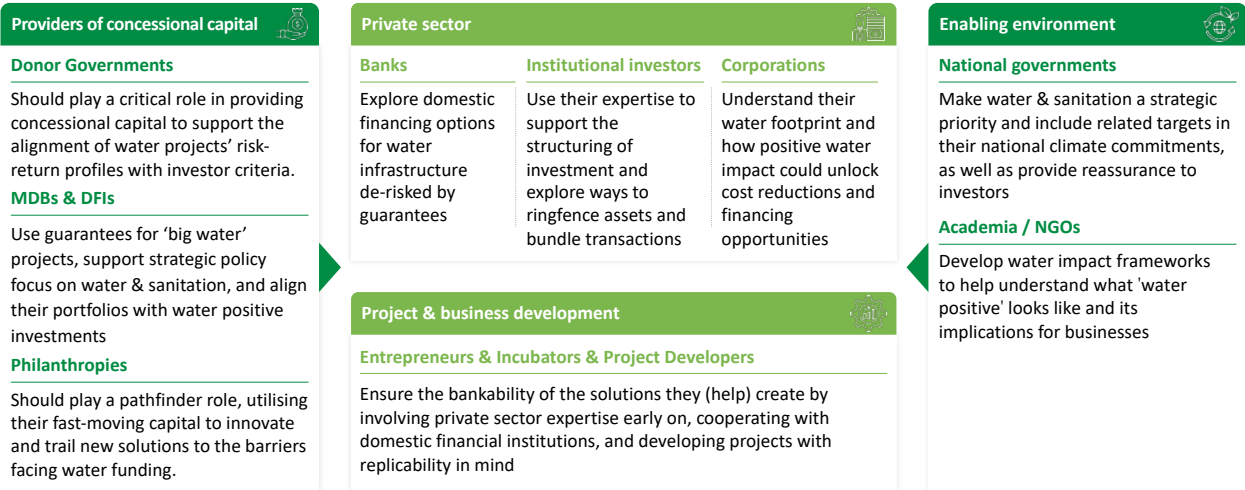 Providers of concessional capital
Donor Governments
Should play a critical role in providing
concessional capital to support the
alignment of water projects' risk-
return profiles with investor criteria.
MDBs & DFIs
Use guarantees for 'big water'
projects, support strategic policy
focus on water & sanitation, and align
their portfolios with water positive
investments
Philanthropies
Should play a pathfinder role, utilising
their fast-moving capital to innovate
and trail new solutions to the barriers
facing water funding.
Private sector
Banks
Explore domestic
financing options
for water
infrastructure
de-risked by
guarantees
Institutional investors
Use their expertise to
support the
structuring of
investment and
explore ways to
ringfence assets and
bundle transactions
Corporations
Understand their
water footprint and
how positive water
impact could unlock
cost reductions and
financing
opportunities
Project & business development
Entrepreneurs & Incubators & Project Developers
Ensure the bankability of the solutions they (help) create by
involving private sector expertise early on, cooperating with
domestic financial institutions, and developing projects with
replicability in mind
Enabling environment
National governments
Make water & sanitation a strategic
priority and include related targets in
their national climate commitments,
as well as provide reassurance to
investors
Academia / NGOs
Develop water impact frameworks
to help understand what 'water
positive' looks like and its
implications for businesses